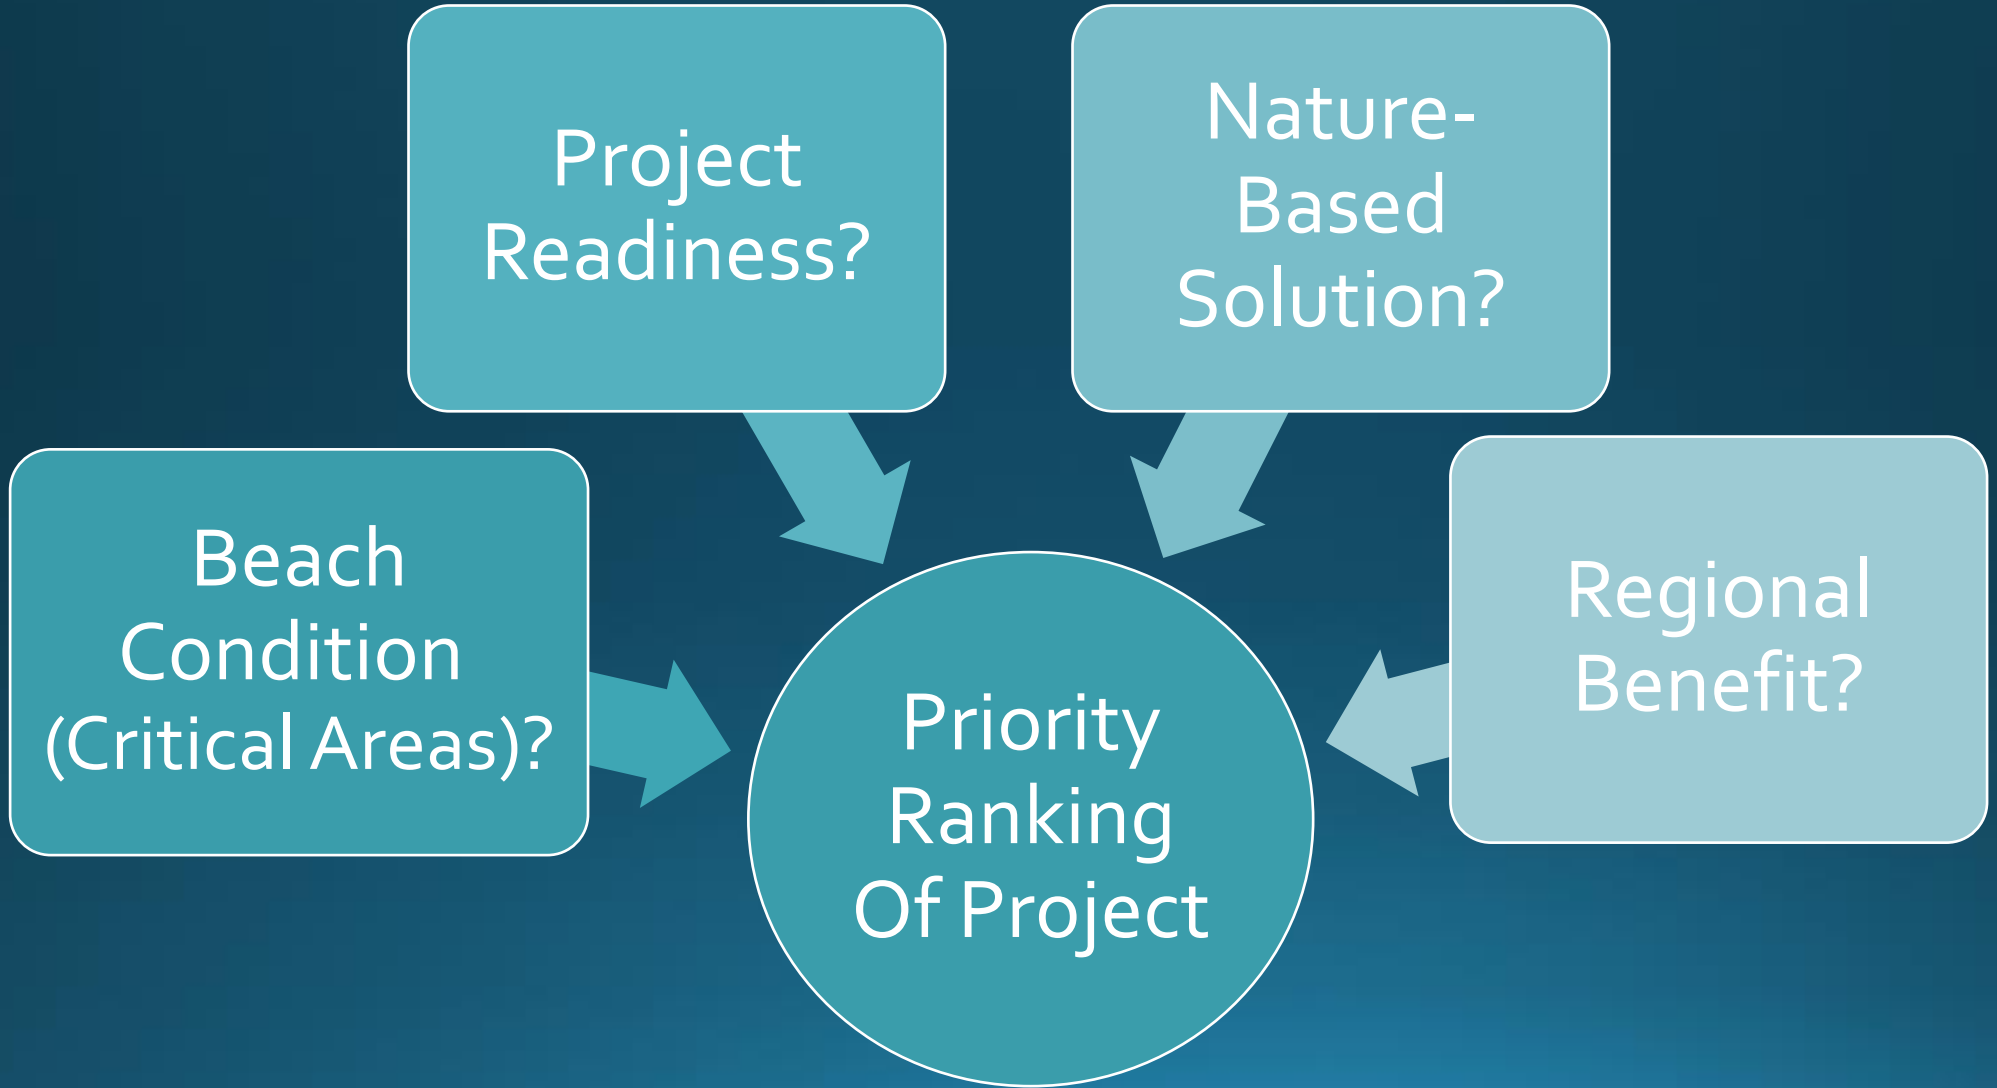 Project
Readiness?
Nature-
Based
Solution?
Beach
Condition
(Critical Areas)?
Regional
Benefit?
Priority
Ranking
Of Project